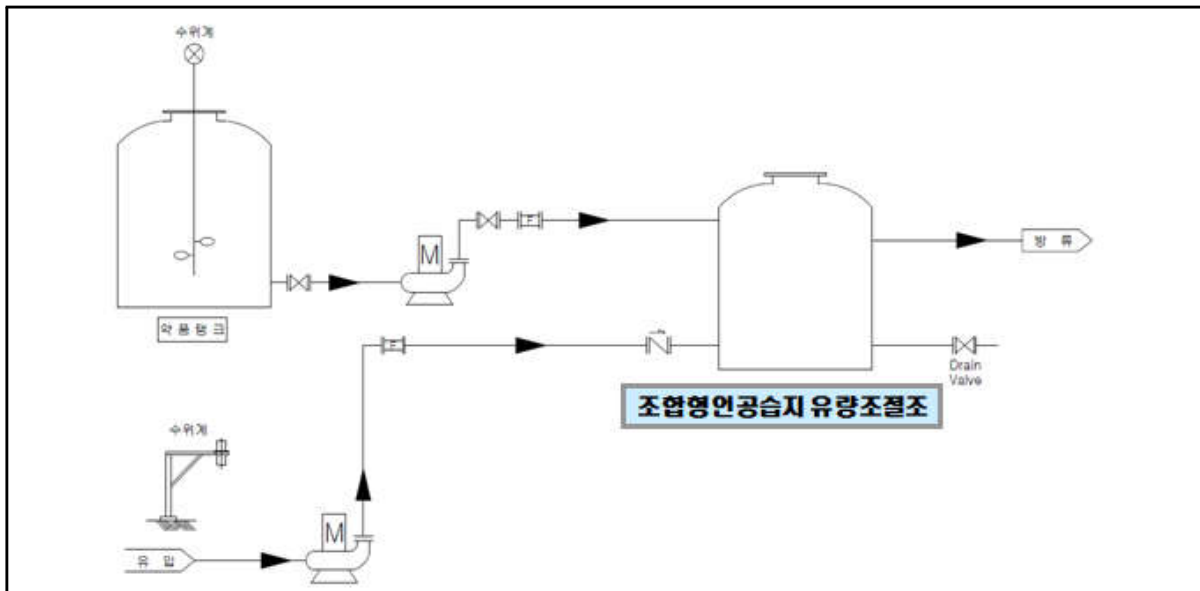 수위계
M
F
방 류
약 품 탱 크
F
Drain
Valve
조합형인공습지 유량조절조
수위계
M
유 입